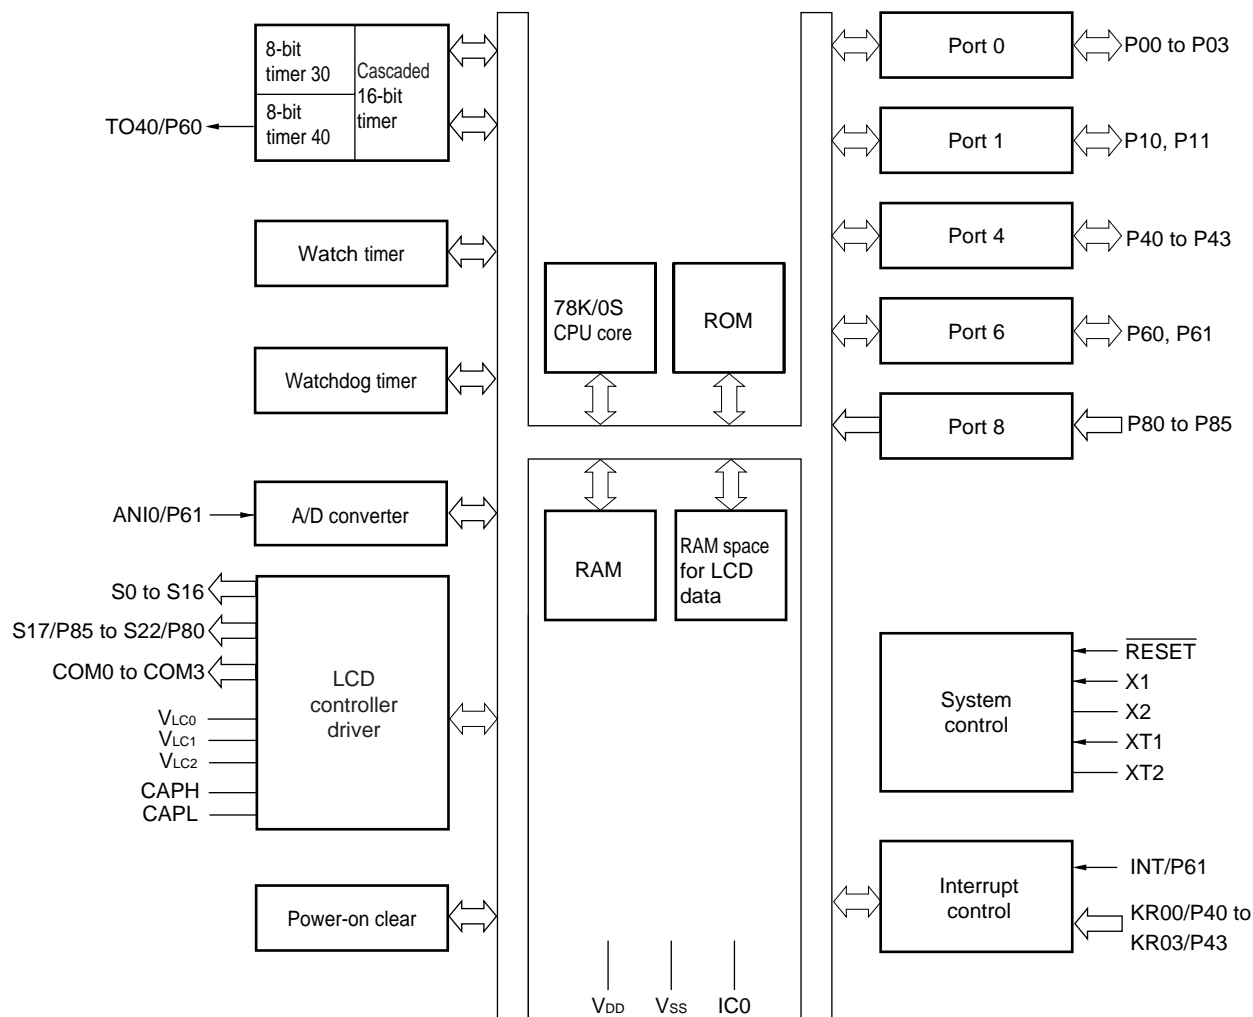 8-bit
timer 30
Cascaded
16-bit
timer
8-bit
timer 40
TO40/P60
Watch timer
Watchdog timer
ANI0/P61
A/D converter
S0 to S16
S17/P85 to S22/P80
COM0 to COM3
VLC0
VLC1
VLC2
CAPH
CAPL
LCD
controller
driver
Power-on clear
78K/0S
CPU core
ROM
RAM
RAM space
for LCD
data
VDD
VSS
IC0
Port 0
P00 to P03
Port 1
P10, P11
Port 4
P40 to P43
Port 6
P60, P61
Port 8
P80 to P85
System
control
RESET
X1
X2
XT1
XT2
Interrupt
control
INT/P61
KR00/P40 to
KR03/P43